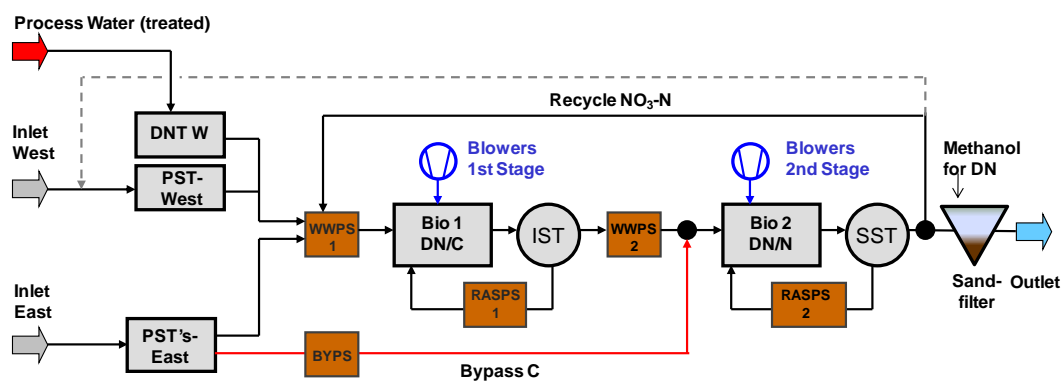 Process Water (treated)
Recycle NO3-N
Inlet
West
DNT W
PST-
West
Blowers
1st Stage
Blowers
2nd Stage
Methanol
for DN
WWPS
1
Bio 1
DN/C
IST
WWPS
2
Bio 2
DN/N
SST
RASPS
1
RASPS
2
Sand-
filter
Outlet
Inlet
East
PST's-
East
BYPS
Bypass C